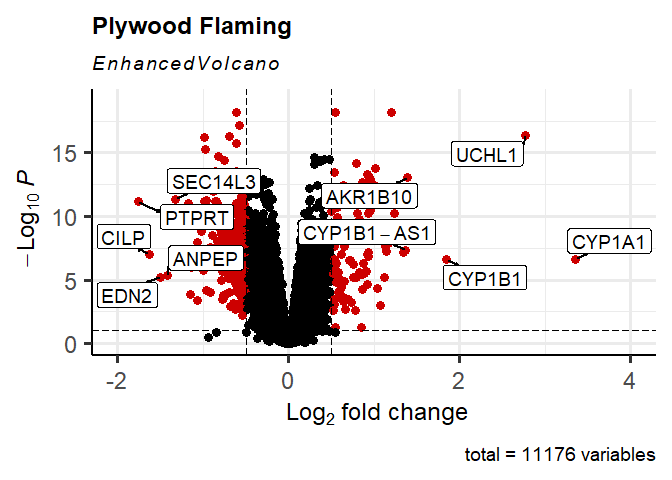 Plywood Flaming
EnhancedVolcano
−Log10 P
15
10
5
0
UCHL1
SEC14L3
AKR1B10
PTPRT
CILP
CYP1B1−AS1
CYP1A1
ANPEP
CYP1B1
EDN2
-2 0 2 4
Log2 fold change
total = 11176 variables